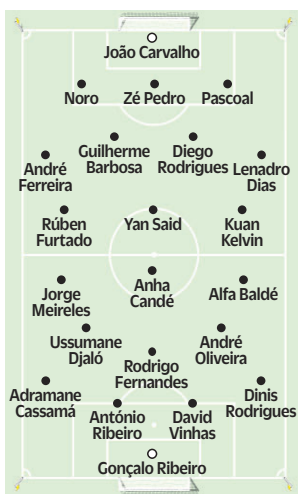 João Carvalho
Noro Zé Pedro Pascoal
Guilherme Barbosa
Diego Rodrigues
André Ferreira
Lenadro Dias
Rúben Furtado
Yan Said
Kuan Kelvin
Jorge Meireles
Anha Candé
Alfa Baldé
Ussumane Djaló
André Oliveira
Rodrigo Fernandes
Adramane Cassamá
António Ribeiro
David Vinhas
Dinis Rodrigues
Gonçalo Ribeiro